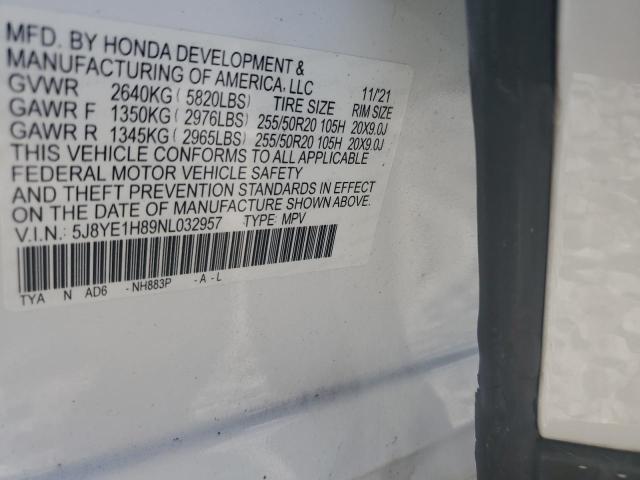 MFD. BY HONDA DEVELOPMENT &
MANUFACTURING OF AMERICA, LLC 11/21
GVWR 2640KG ( 5820LBS) TIRE SIZE RIM SIZE
GAWR F 1350KG ( 2976LBS) 255/50R20 105H 20X9.0J
GAWR R 1345KG ( 2965LBS) 255/50R20 105H 20X9.0J
THIS VEHICLE CONFORMS TO ALL APPLICABLE
FEDERAL MOTOR VEHICLE SAFETY
AND THEFT PREVENTION STANDARDS IN EFFECT
ON THE DATE OF MANUFACTURE SHOWN ABOVE.
V.I.N.: 5J8YE1H89NL032957 TYPE: MPV
TYA N AD6 -NH883P -A-L